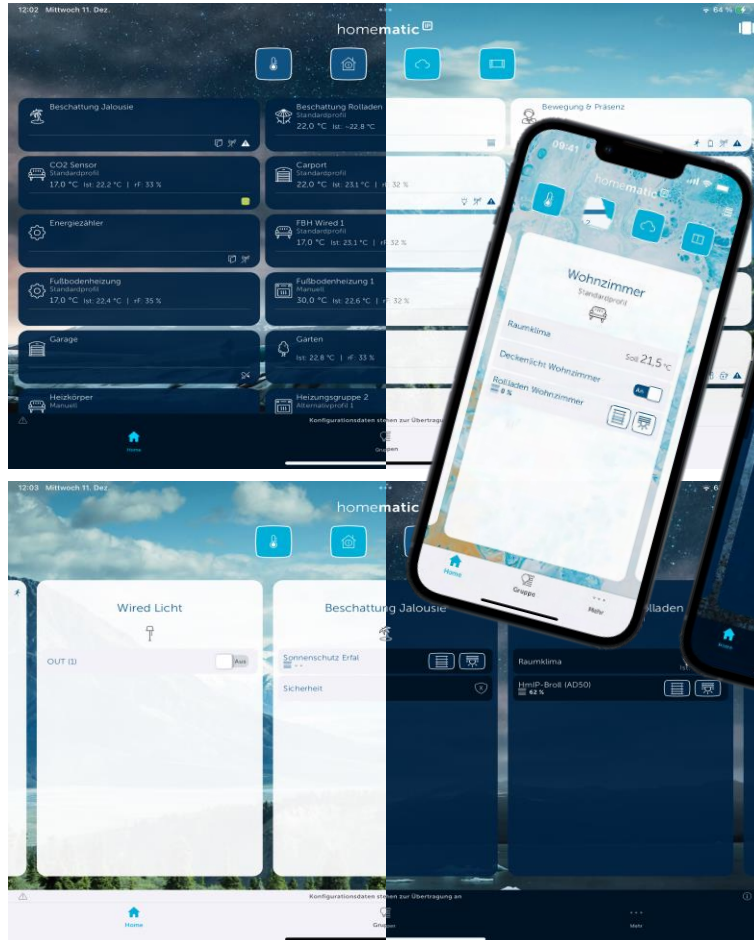 12:02 Mittwoch 11. Dez.
64 %
homematic IP
Beschattung Jalousie
Beschattung Rolladen
Standardprofil
22,0 °C Ist: -22,8 °C
Bewegung & Präsenz
CO2 Sensor
Standardprofil
17,0 °C Ist: 22,2 °C | rF: 33 %
Carport
Standardprofil
22,0 °C Ist: 23,1 °C | rF 32 %
Energiezähler
FBH Wired 1
Standardprofil
17,0 °C Ist: 23,1 °C | rF 32 %
Fußbodenheizung
Standardprofil
17,0 °C Ist: 22,4 °C | rF: 35 %
Fußbodenheizung 1
Manuell
30,0 °C Ist: 22,6 °C | rF: 32 %
Garage
Garten
Ist: 22,8 °C | rF: 33 %
Heizkörper
Manuell
Heizungsgruppe 2
Alternativprofil 1
Konfigurationsdaten stehen zur Übertragung
Home
Gruppen
09:41
homematic IP
Wohnzimmer
Standardprofil
Raumklima
Soll 21,5 °C
Deckenlicht Wohnzimmer
An
Rollladen Wohnzimmer
0 %
Home
Gruppe
Mehr
Home
12:03 Mittwoch 11. Dez.
homematic
Wired Licht
OUT (1)
Aus
Beschattung Jalousie
Sonnenschutz Erfal
--
Sicherheit
lladen
Raumklima
Ist
HmIP-Broll (AD50)
62 %
Konfigurationsdaten stehen zur Übertragung an
Home
Gruppen
Mehr